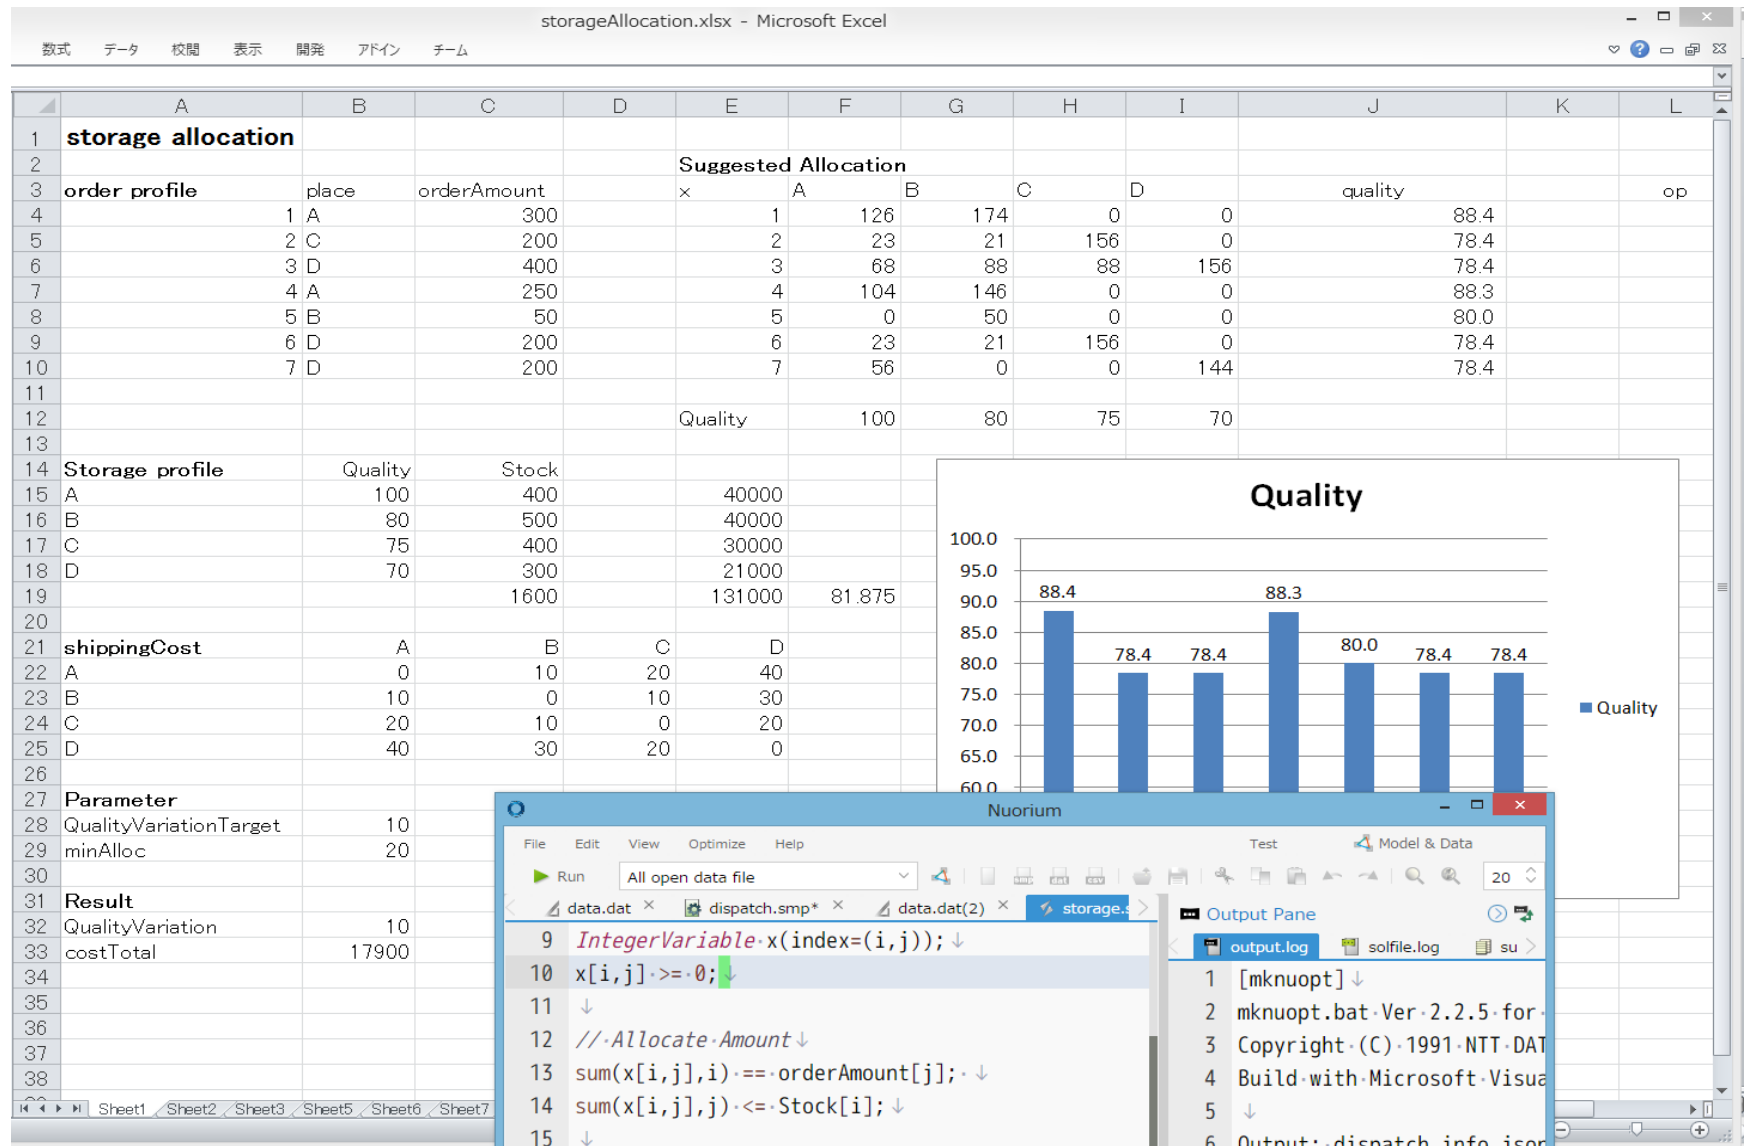 storageAllocation.xlsx - Microsoft Excel
数式 データ 校閲 表示 開発 アドイン チーム
A B C D E F G H I J K L
1 storage allocation
2 Suggested Allocation
3 order profile place orderAmount x A B C D quality op
4 1 A 300 1 126 174 0 0 88.4
5 2 C 200 2 23 21 156 0 78.4
6 3 D 400 3 68 88 88 156 78.4
7 4 A 250 4 104 146 0 0 88.3
8 5 B 50 5 0 50 0 0 80.0
9 6 D 200 6 23 21 156 0 78.4
10 7 D 200 7 56 0 0 144 78.4
11
12 Quality 100 80 75 70
13
14 Storage profile Quality Stock
15 A 100 400 40000
16 B 80 500 40000
17 C 75 400 30000
18 D 70 300 21000
19 1600 131000 81.875
20
21 shippingCost A B C D
22 A 0 10 20 40
23 B 10 0 10 30
24 C 20 10 0 20
25 D 40 30 20 0
26
27 Parameter
28 QualityVariationTarget 10
29 minAlloc 20
30
31 Result
32 QualityVariation 10
33 costTotal 17900
34
35
36
37
38
Sheet1 Sheet2 Sheet3 Sheet5 Sheet6 Sheet7
Quality
100.0
95.0
90.0
85.0
80.0
75.0
70.0
65.0
60.0
88.4 78.4 78.4 88.3 80.0 78.4 78.4
Quality
Nuorium
File Edit View Optimize Help Test Model & Data
Run All open data file 20
data.dat dispatch.smp* data.dat(2) storage.s
9 IntegerVariable·x(index=(i,j));↓
10 x[i,j]·>=·0;↓
11 ↓
12 //·Allocate·Amount↓
13 sum(x[i,j],i)·==·orderAmount[j];·↓
14 sum(x[i,j],j)·<=·Stock[i];↓
15 ↓
Output Pane
output.log solfile.log su
1 [mknuopt]↓
2 mknuopt.bat·Ver·2.2.5·for·
3 Copyright·(C)·1991·NTT·DAT
4 Build·with·Microsoft·Visua
5 ↓
6 Output:·dispatch_info.json